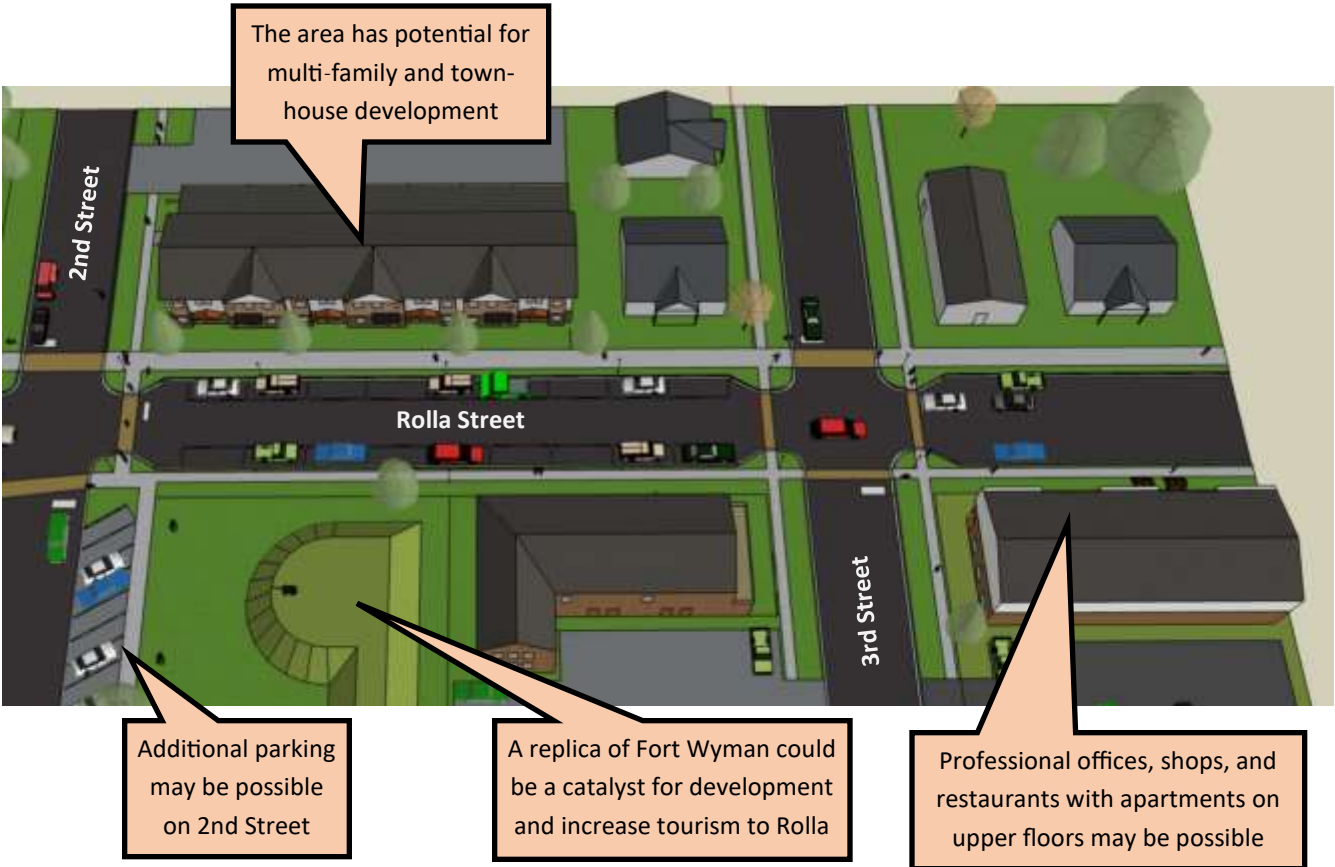 The area has potential for
multi-family and town-
house development
2nd Street
Rolla Street
3rd Street
Additional parking
may be possible
on 2nd Street
A replica of Fort Wyman could
be a catalyst for development
and increase tourism to Rolla
Professional offices, shops, and
restaurants with apartments on
upper floors may be possible